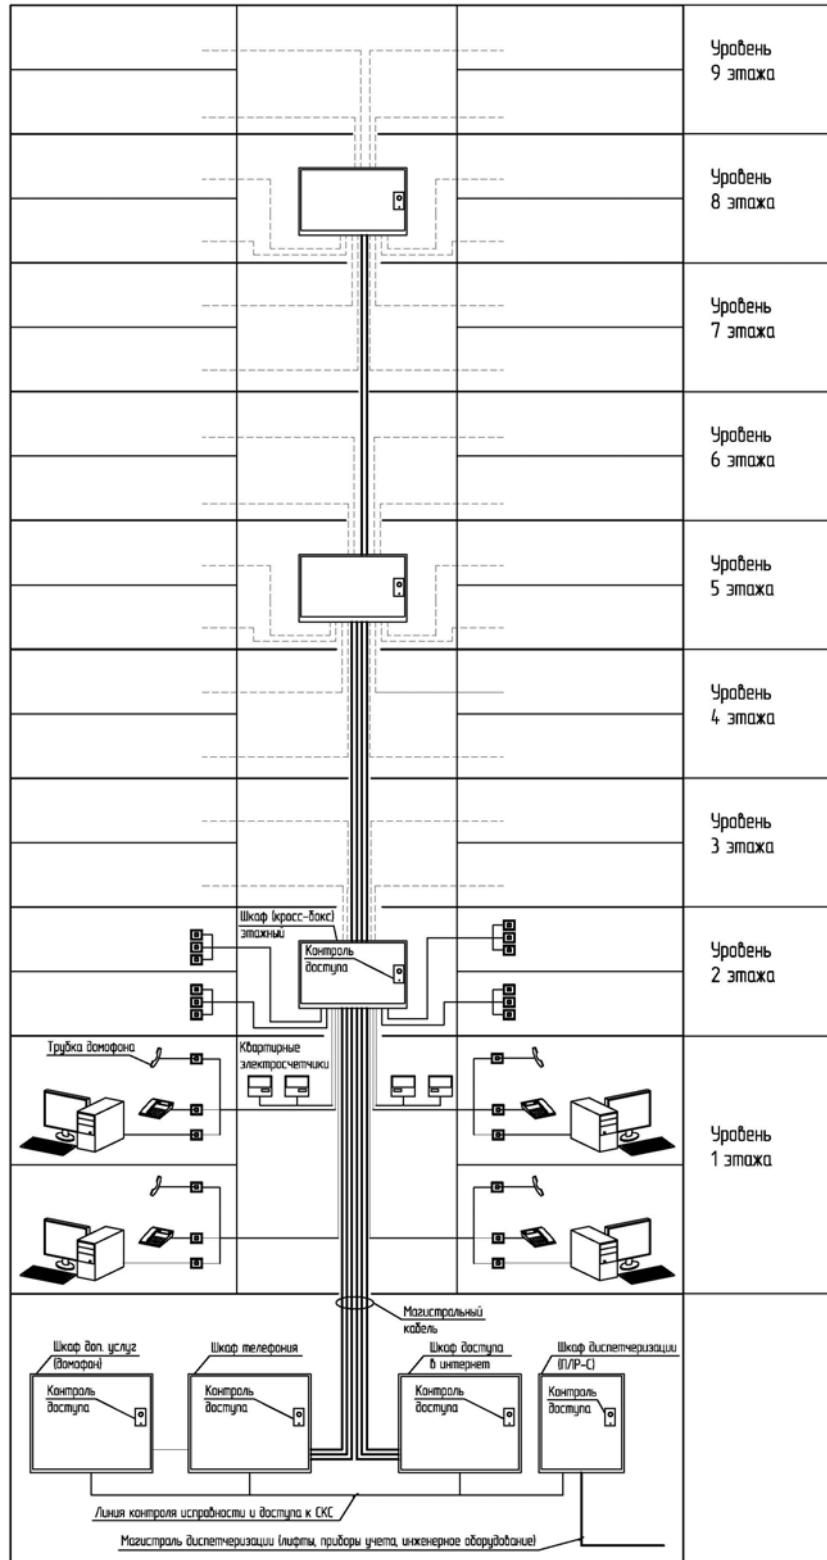 Уровень
9 этажа
Уровень
8 этажа
Уровень
7 этажа
Уровень
6 этажа
Уровень
5 этажа
Уровень
4 этажа
Уровень
3 этажа
Шкаф (кросс-бокс)
этажный
Контроль
доступа
Уровень
2 этажа
Трубка домофона
Квартирные
электросчетчики
Уровень
1 этажа
Магистральный
кабель
Шкаф доп. услуг
(домофон)
Шкаф телефония
Шкаф доступа
в интернет
Шкаф диспетчеризации
(П/ЛР-С)
Контроль
доступа
Контроль
доступа
Контроль
доступа
Контроль
доступа
Линия контроля исправности и доступа к СКС
Магистраль диспетчеризации (лифты, приборы учета, инженерное оборудование)